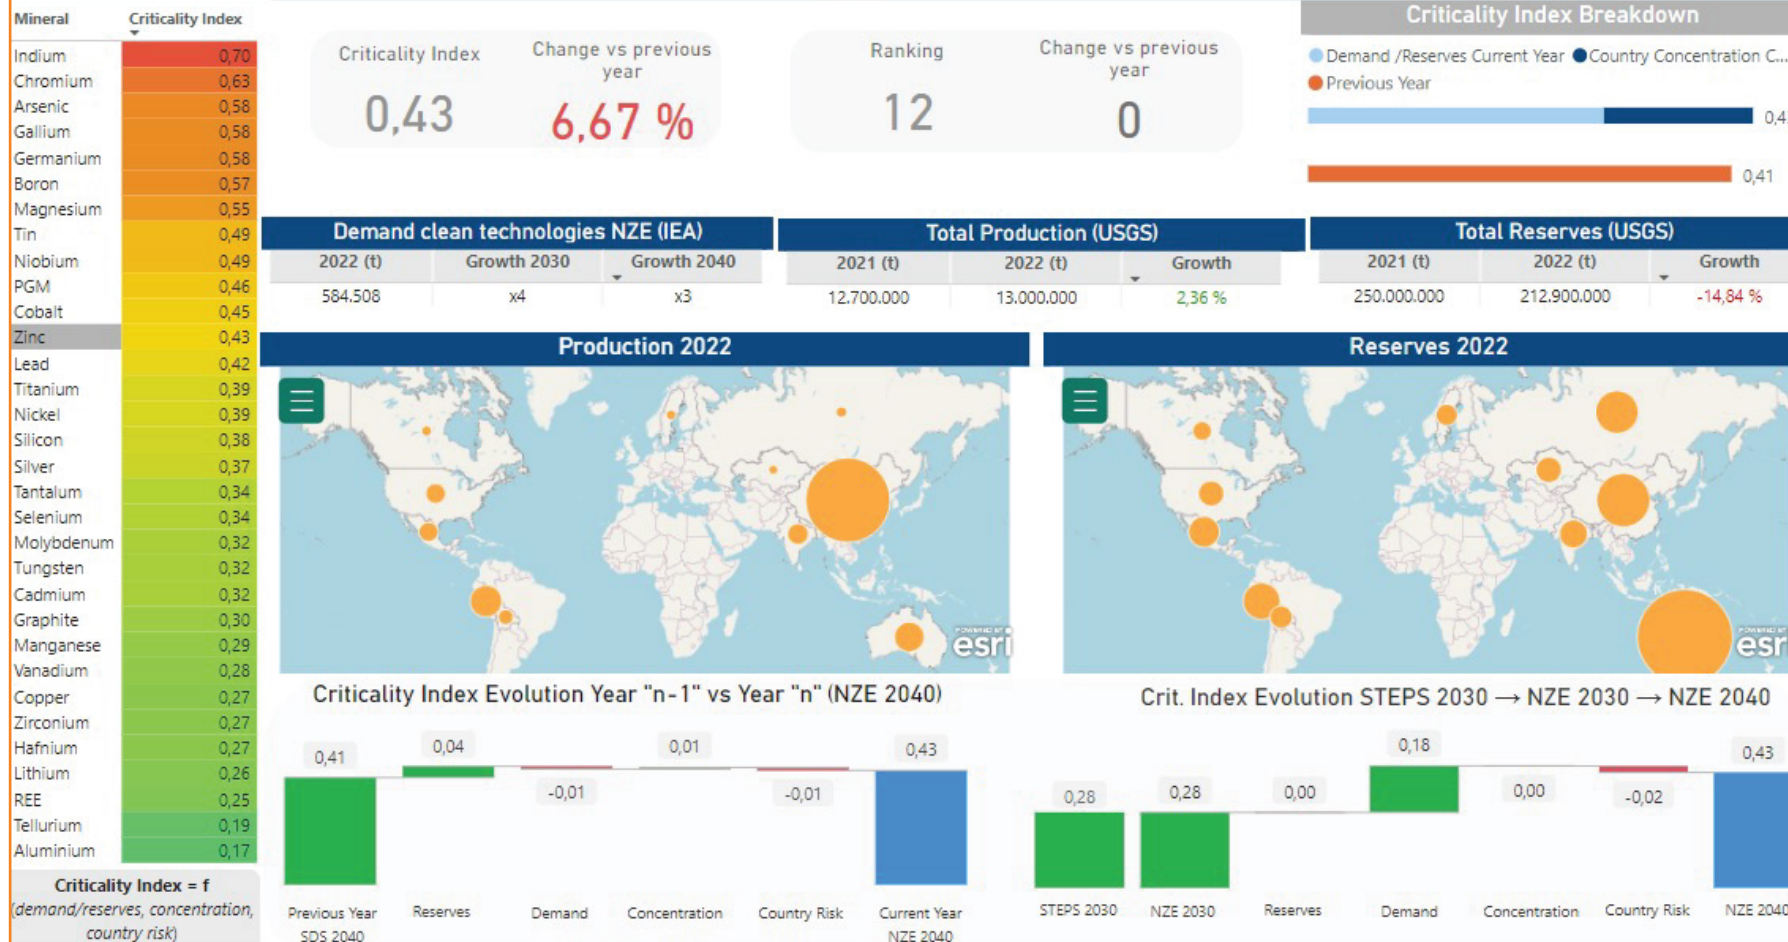 Mineral Criticality Index
Indium 0,70
Chromium 0,63
Arsenic 0,58
Gallium 0,58
Germanium 0,58
Boron 0,57
Magnesium 0,55
Tin 0,49
Niobium 0,49
PGM 0,46
Cobalt 0,45
Zinc 0,43
Lead 0,42
Titanium 0,39
Nickel 0,39
Silicon 0,38
Silver 0,37
Tantalum 0,34
Selenium 0,34
Molybdenum 0,32
Tungsten 0,32
Cadmium 0,32
Graphite 0,30
Manganese 0,29
Vanadium 0,28
Copper 0,27
Zirconium 0,27
Hafnium 0,27
Lithium 0,26
REE 0,25
Tellurium 0,19
Aluminium 0,17
Criticality Index = f
(demand/reserves, concentration,
country risk)
Criticality Index
0,43
Change vs previous
year
6,67 %
Ranking
12
Change vs previous
year
0
Criticality Index Breakdown
Demand /Reserves Current Year Country Concentration C...
Previous Year
0,4
0,41
Demand clean technologies NZE (IEA)
2022 (t) Growth 2030 Growth 2040
584.508 x4 x3
Total Production (USGS)
2021 (t) 2022 (t) Growth
12.700.000 13.000.000 2,36 %
Total Reserves (USGS)
2021 (t) 2022 (t) Growth
250.000.000 212.900.000 -14,84 %
Production 2022
POWERED BY
esri
Reserves 2022
POWERED BY
esri
Criticality Index Evolution Year "n-1" vs Year "n" (NZE 2040)
0,41 0,04 -0,01 0,01 -0,01 0,43
Previous Year Reserves Demand Concentration Country Risk Current Year
SDS 2040 NZE 2040
Crit. Index Evolution STEPS 2030 → NZE 2030 → NZE 2040
0,28 0,28 0,00 0,18 0,00 -0,02 0,43
STEPS 2030 NZE 2030 Reserves Demand Concentration Country Risk NZE 2040